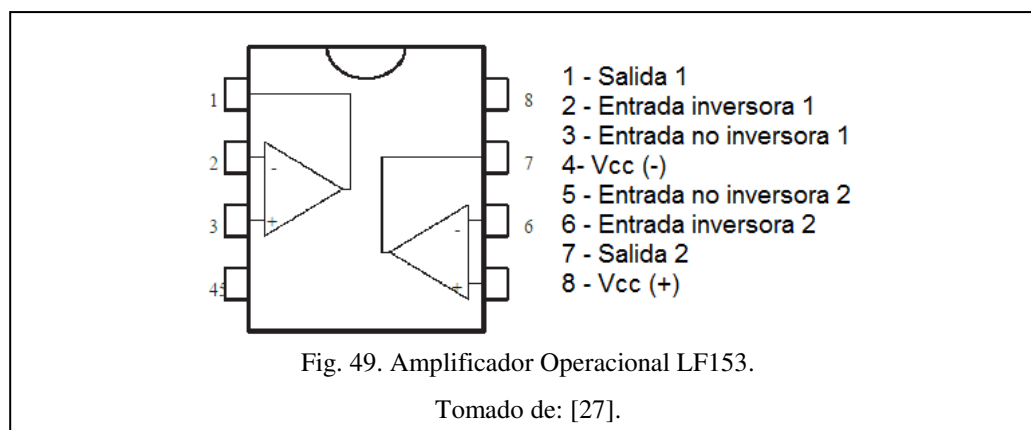 1
2
3
45
8
7
6
-
+
-
+
1 - Salida 1
2 - Entrada inversora 1
3 - Entrada no inversora 1
4- Vcc (-)
5 - Entrada no inversora 2
6 - Entrada inversora 2
7 - Salida 2
8 - Vcc (+)
Fig. 49. Amplificador Operacional LF153.
Tomado de: [27].